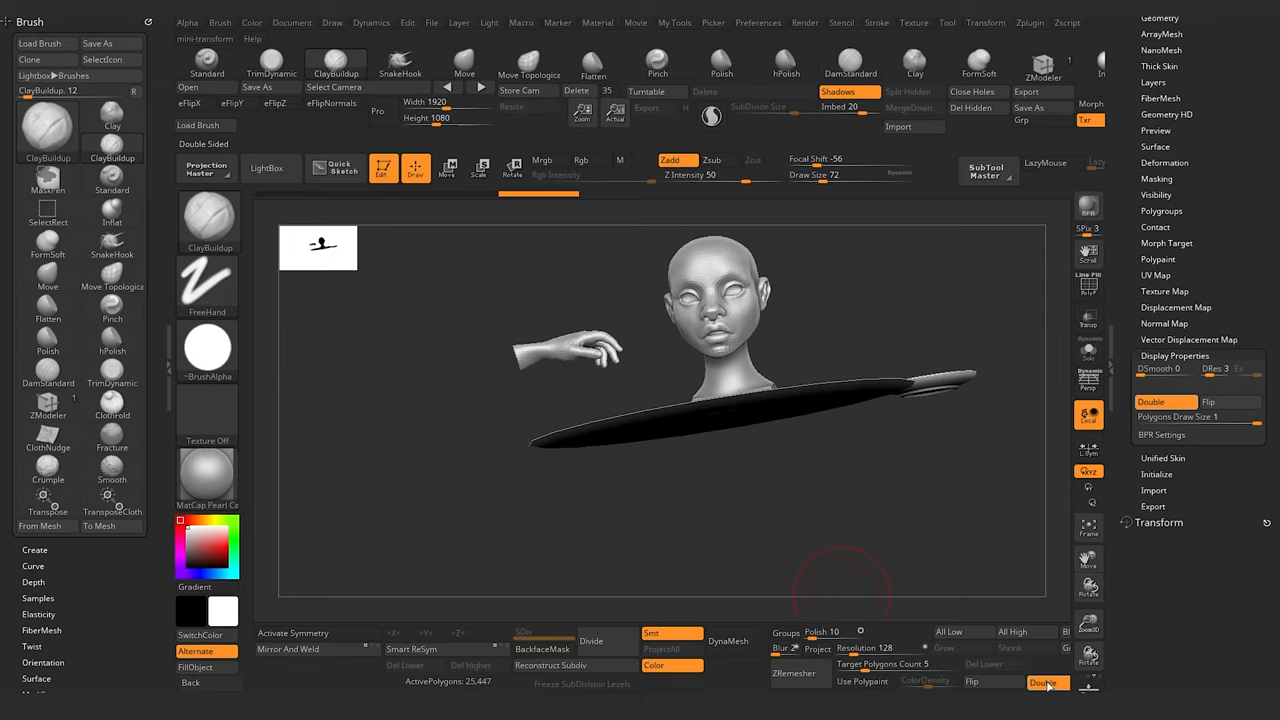 Brush
Load Brush Save As
Clone SelectIcon
Lightbox▶Brushes
ClayBuildup. 12 R
ClayBuildup Clay
ClayBuildup
MaskPen Standard
SelectRect Inflat
FormSoft SnakeHook
Move Move Topologica
Flatten Pinch
Polish hPolish
DamStandard TrimDynamic
ZModeler 1 ClothFold
ClothNudge Fracture
Crumple Smooth
Transpose TransposeCloth
From Mesh To Mesh
Create
Curve
Depth
Samples
Elasticity
FiberMesh
Twist
Orientation
Surface
Alpha Brush Color Document Draw Dynamics Edit File Layer Light Macro Marker Material Movie My Tools Picker Preferences Render Stencil Stroke Texture Tool Transform Zplugin Zscript
mini-transform Help
Standard TrimDynamic ClayBuildup SnakeHook Move Move Topologica Flatten Pinch Polish hPolish DamStandard Clay FormSoft ZModeler 1 In
Open Save As Select Camera Store Cam Delete 35 Turntable Delete Shadows Split Hidden Close Holes Export
eFlipX eFlipY eFlipZ eFlipNormals Pro Width 1920 Resize Zoom Actual Export H SubDivide Size Imbed 20 MergeDown Del Hidden Save As Morph
Height 1080 Grp Txr
Load Brush Import
Double Sided
Projection Master LightBox Quick Sketch Edit Draw Move Scale Rotate Mrgb Rgb M Zadd Zsub Zcut Focal Shift -56 SubTool Master LazyMouse Lazy
Rgb Intensity Z Intensity 50 Draw Size 72 Dynamic
ClayBuildup
FreeHand
~BrushAlpha
Texture Off
MatCap Pearl Ca
Gradient
SwitchColor
Alternate
FillObject
Back
BPR
SPix 3
Scroll
Line Fill
PolyF
Transp
Dynamic
Solo
Dynamic
Persp
Local
L.Sym
XYZ
Frame
Move
Rotate
Zoom3D
Rotate
Activate Symmetry >X< >Y< >Z< SDiv Divide Smt DynaMesh Groups Polish 10 All Low All High Bl
Mirror And Weld Smart ReSym BackfaceMask ProjectAll Blur 2 Project Resolution 128 Grow Shrink
Del Lower Del Higher Reconstruct Subdiv Color ZRemesher Target Polygons Count 5 Del Lower
ActivePolygons: 25,447 Freeze SubDivision Levels Use Polypaint ColorDensity Flip Double
Geometry
ArrayMesh
NanoMesh
Thick Skin
Layers
FiberMesh
Geometry HD
Preview
Surface
Deformation
Masking
Visibility
Polygroups
Contact
Morph Target
Polypaint
UV Map
Texture Map
Displacement Map
Normal Map
Vector Displacement Map
Display Properties
DSmooth 0 DRes 3 Es
Double Flip
Polygons Draw Size 1
BPR Settings
Unified Skin
Initialize
Import
Export
Transform